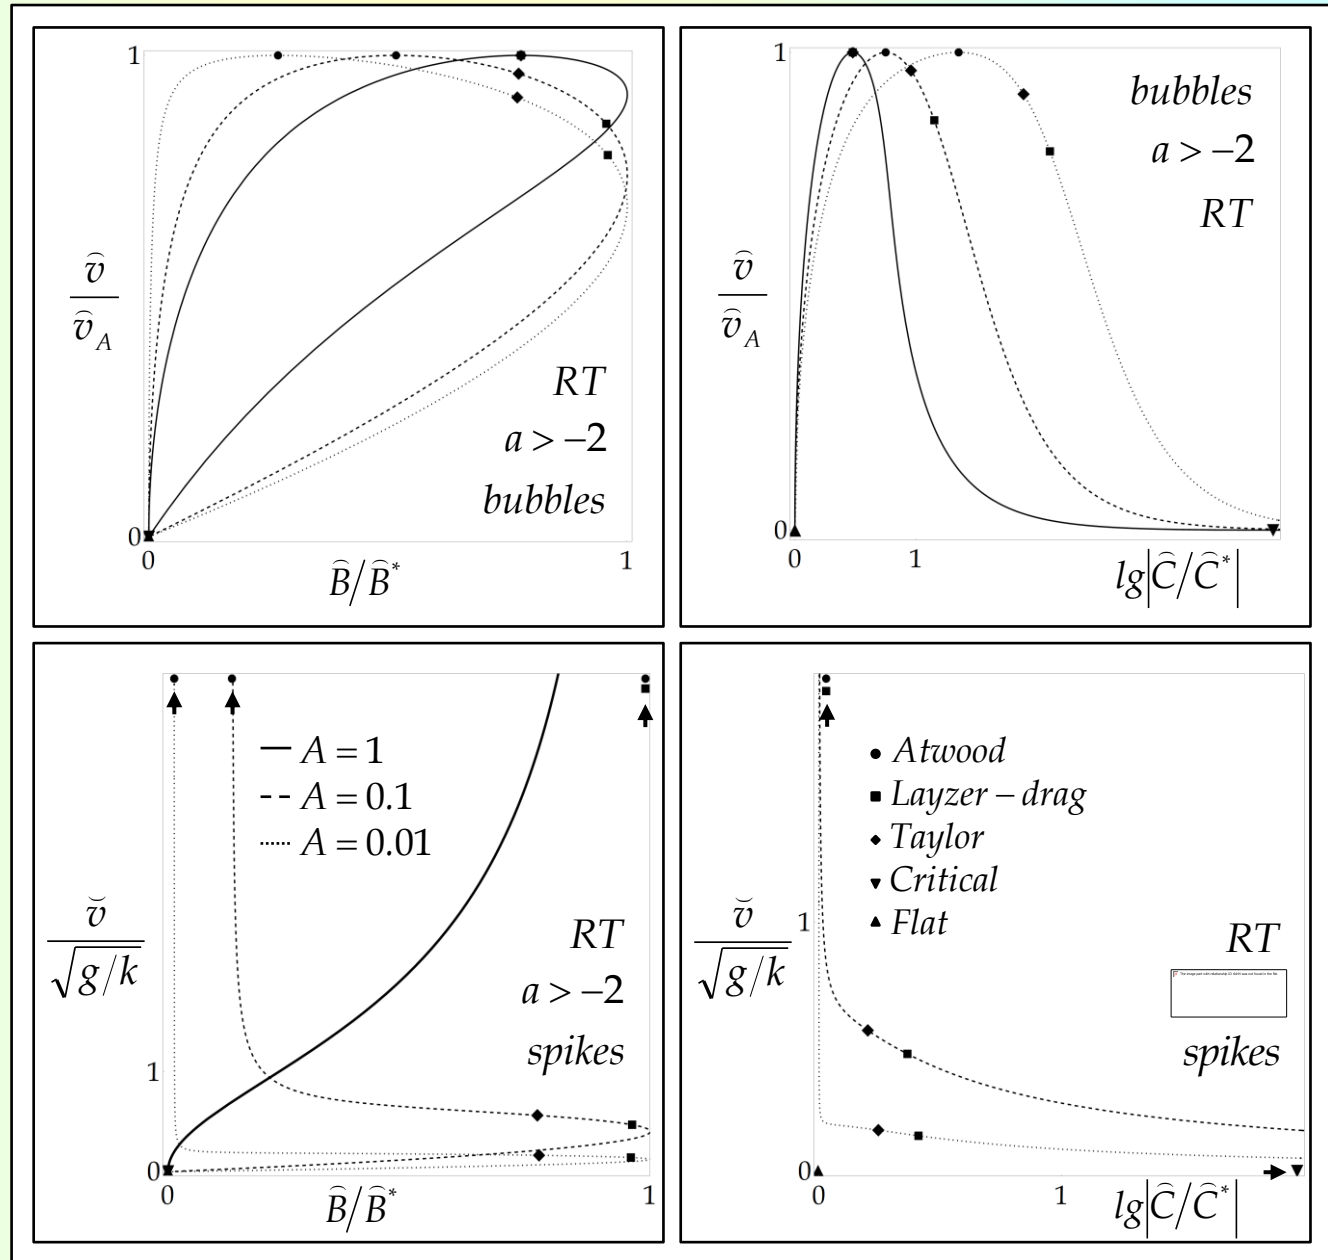 1
v̂
v̂_A
0
RT
a > −2
bubbles
0
1
B̂/B̂*
1
bubbles
a > −2
RT
v̂
v̂_A
0
0
1
lg|Ĉ/Ĉ*|
— A = 1
-- A = 0.1
····· A = 0.01
v̆
√g/k
1
0
RT
a > −2
spikes
0
1
B̆/B̆*
● Atwood
■ Layzer – drag
◆ Taylor
▼ Critical
▲ Flat
v̆
√g/k
1
0
RT
spikes
0
1
lg|Ĉ/Ĉ*|